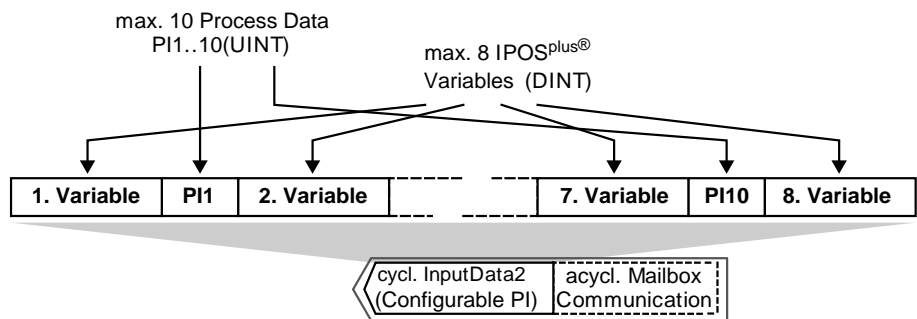 max. 10 Process Data
PI1..10(UINT)
max. 8 IPOSplus®
Variables (DINT)
1. Variable PI1 2. Variable 7. Variable PI10 8. Variable
cycl. InputData2 acycl. Mailbox
(Configurable PI) Communication